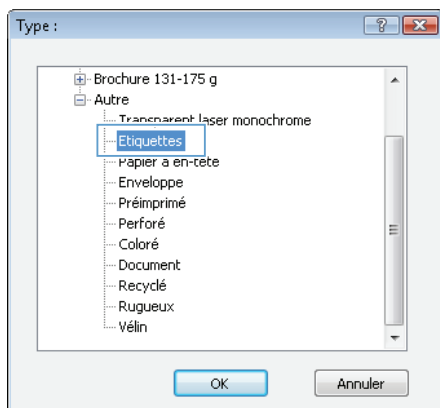 Type :
Brochure 131-175 g
Autre
Transparent laser monochrome
Etiquettes
Papier à en-tête
Enveloppe
Préimprimé
Perforé
Coloré
Document
Recyclé
Rugueux
Vélin
OK
Annuler